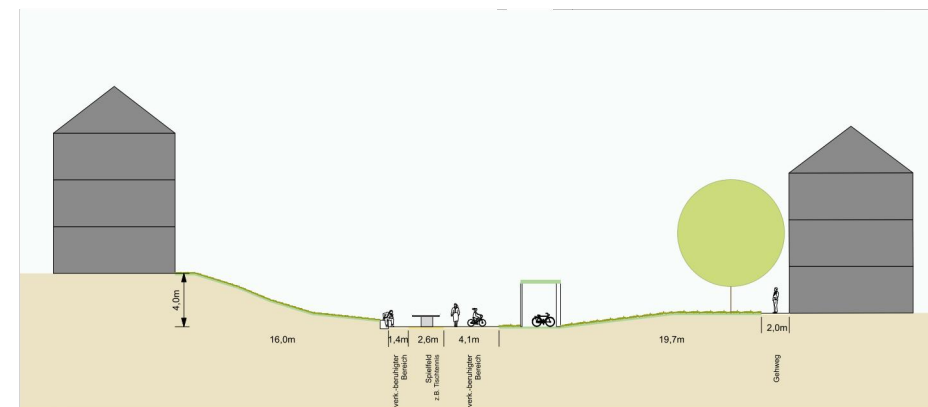 4,0m
16,0m
1,4m
2,6m
4,1m
19,7m
2,0m
verk.-beruhigter
Bereich
Spielfeld
z.B. Tischtennis
verk.-beruhigter
Bereich
Gehweg